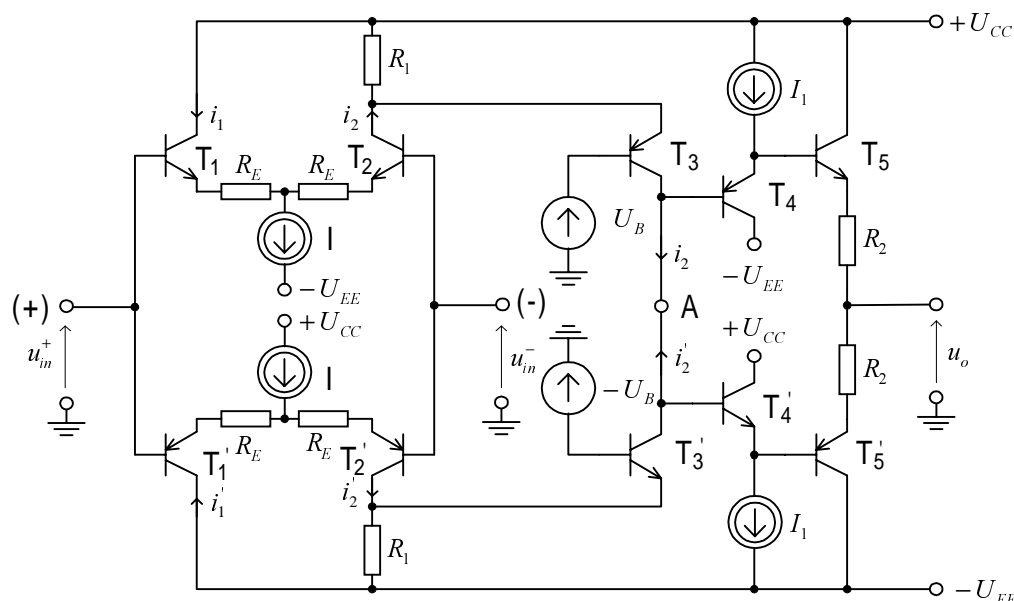 +U_CC
R_1
I_1
i_1
i_2
T_1
R_E
R_E
T_2
T_3
T_5
T_4
I
U_B
R_2
i_2
-U_EE
-U_EE
(+)
(-)
A
+U_CC
+U_CC
u_in^+
u_in^-
i_2'
u_o
I
-U_B
R_2
T_4'
R_E
R_E
T_1'
T_2'
T_3'
T_5'
i_1'
i_2'
I_1
R_1
-U_EE